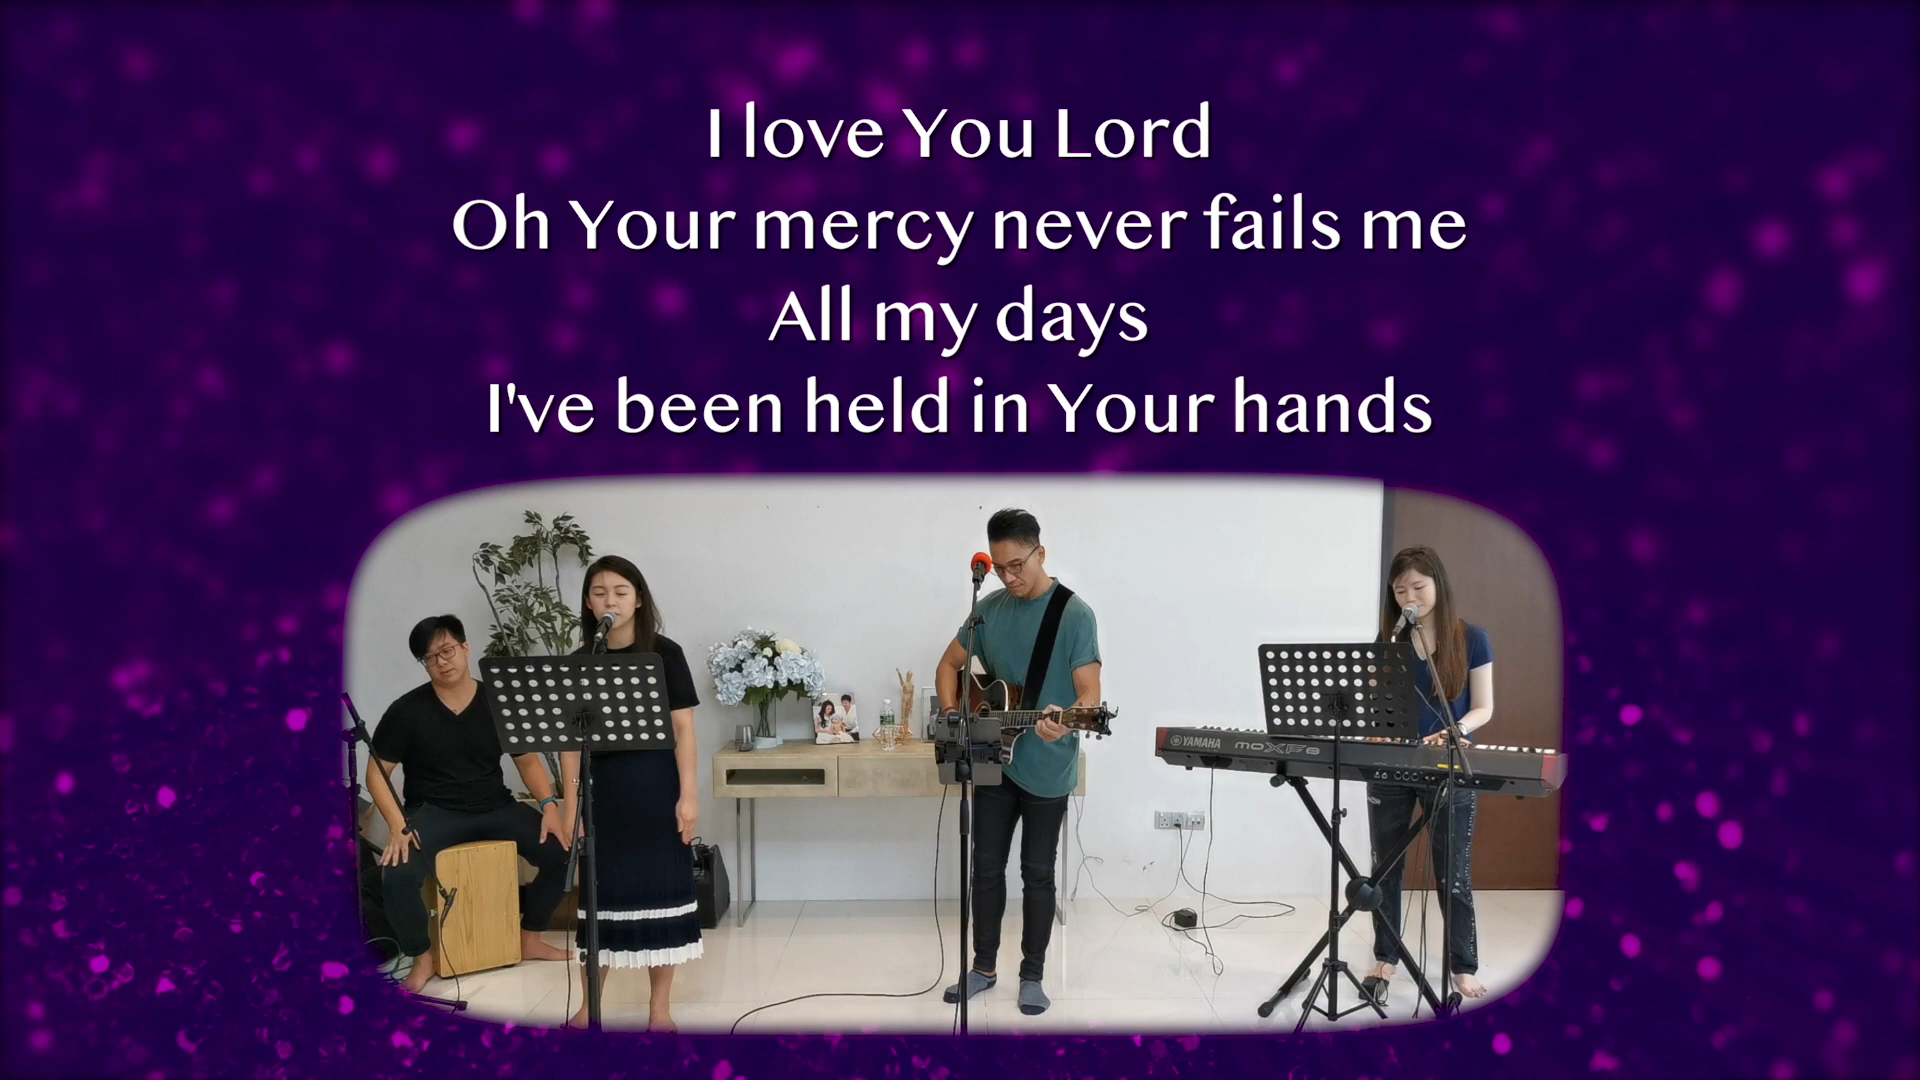 I love You Lord
Oh Your mercy never fails me
All my days
I've been held in Your hands
YAMAHA MOXF8